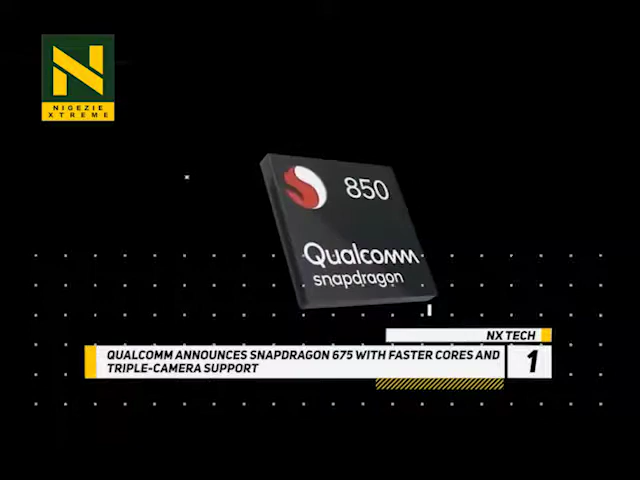 N
NIGEZIE
XTREME
850
Qualcomm
snapdragon
NX TECH
QUALCOMM ANNOUNCES SNAPDRAGON 675 WITH FASTER CORES AND
TRIPLE-CAMERA SUPPORT
1